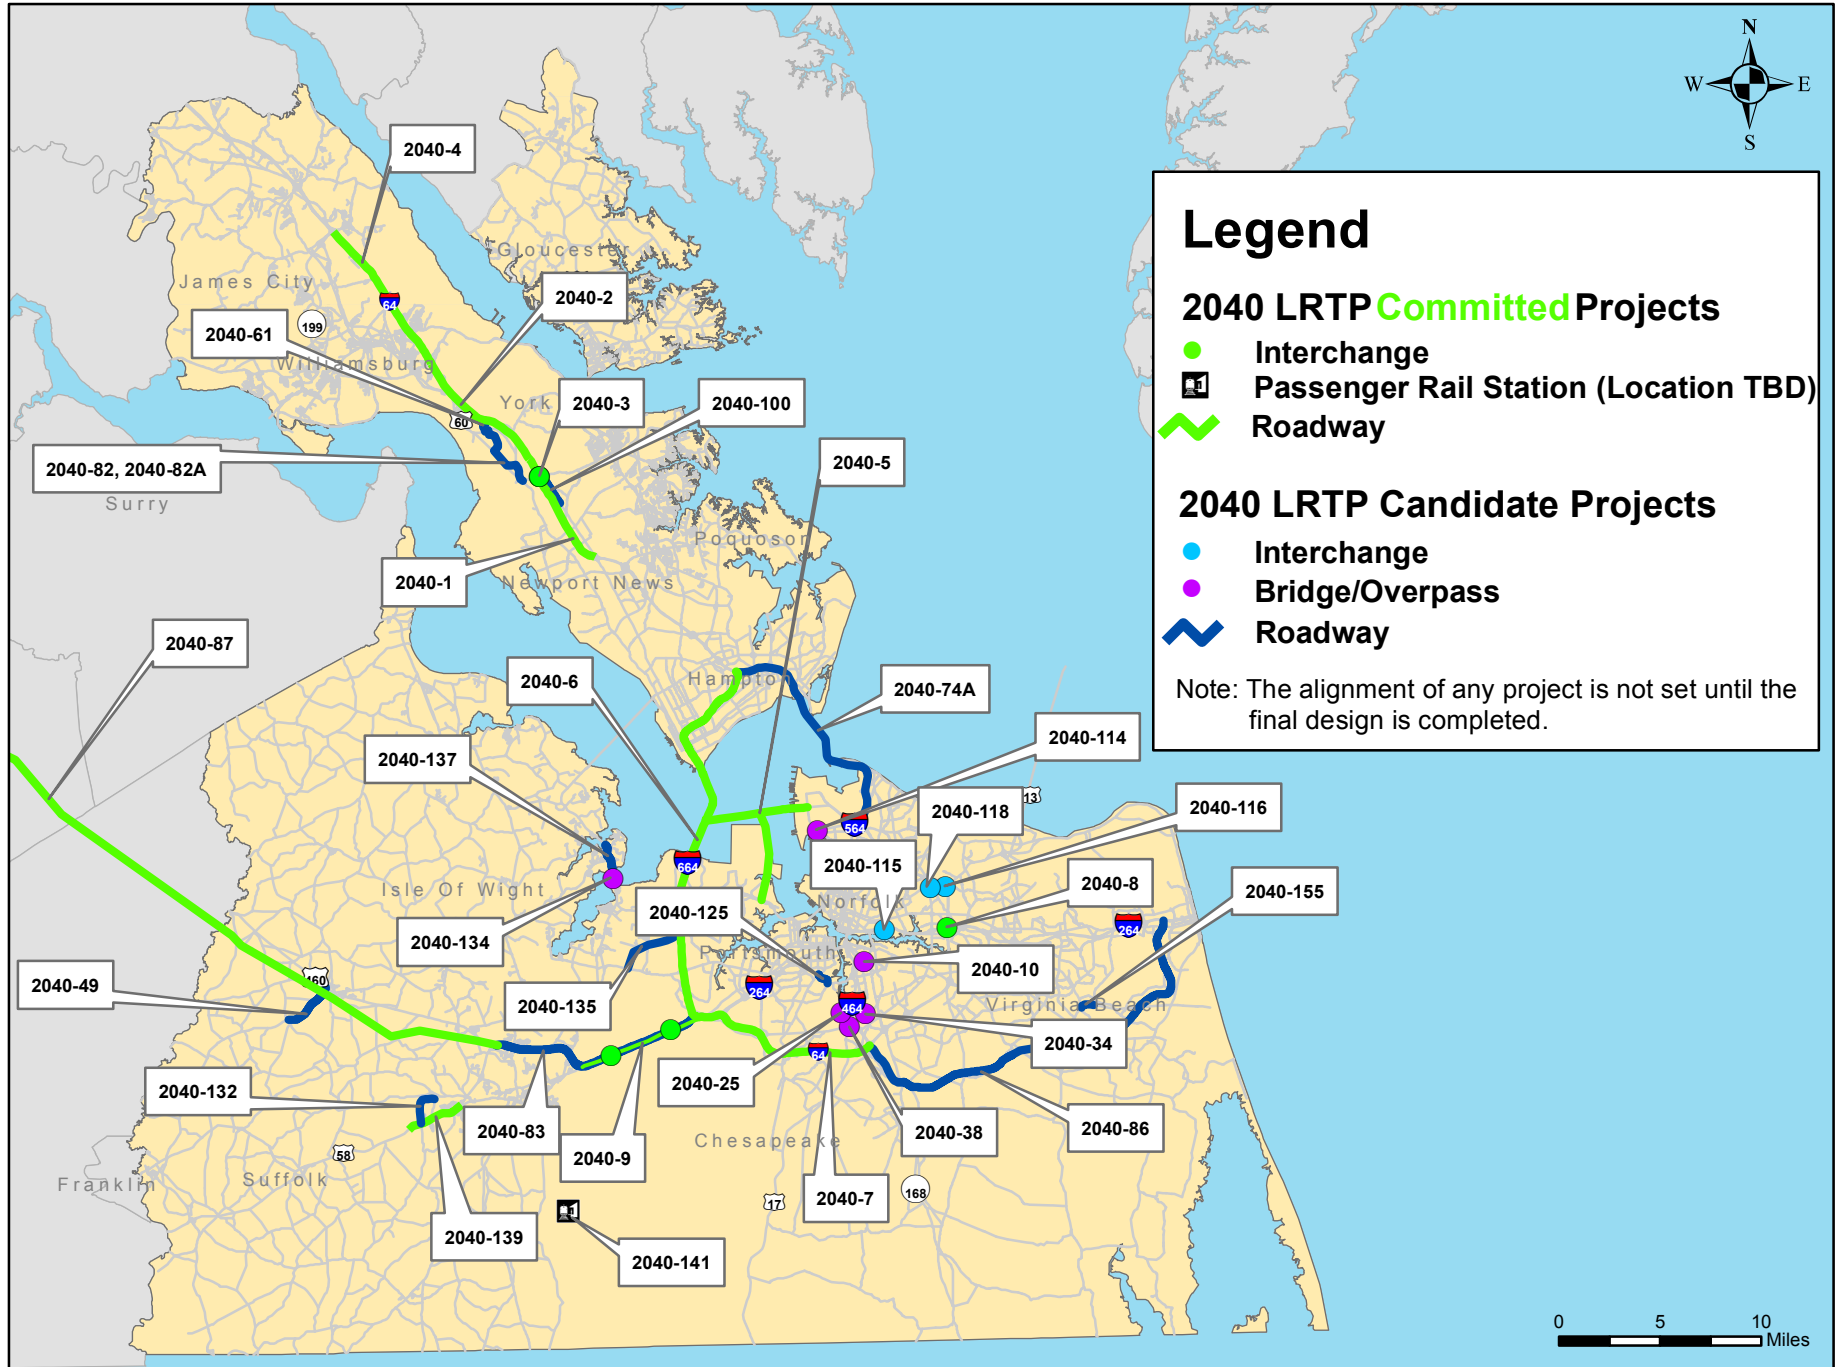 N
W
E
S
Legend
2040 LRTP Committed Projects
Interchange
Passenger Rail Station (Location TBD)
Roadway
2040 LRTP Candidate Projects
Interchange
Bridge/Overpass
Roadway
Note: The alignment of any project is not set until the
final design is completed.
2040-4
Gloucester
James City
64
2040-2
199
2040-61
Williamsburg
York
2040-3
2040-100
60
2040-82, 2040-82A
2040-5
Surry
Poquoson
2040-1
Newport News
2040-87
2040-6
Hampton
2040-74A
2040-137
2040-114
13
2040-118
2040-116
564
664
2040-115
2040-8
Isle Of Wight
2040-155
Norfolk
2040-125
264
2040-134
Portsmouth
2040-10
2040-49
460
264
2040-135
464
Virginia Beach
2040-34
64
2040-25
2040-132
2040-83
2040-9
2040-38
2040-86
Chesapeake
58
Franklin
Suffolk
2040-7
168
17
2040-139
2040-141
0 5 10
Miles